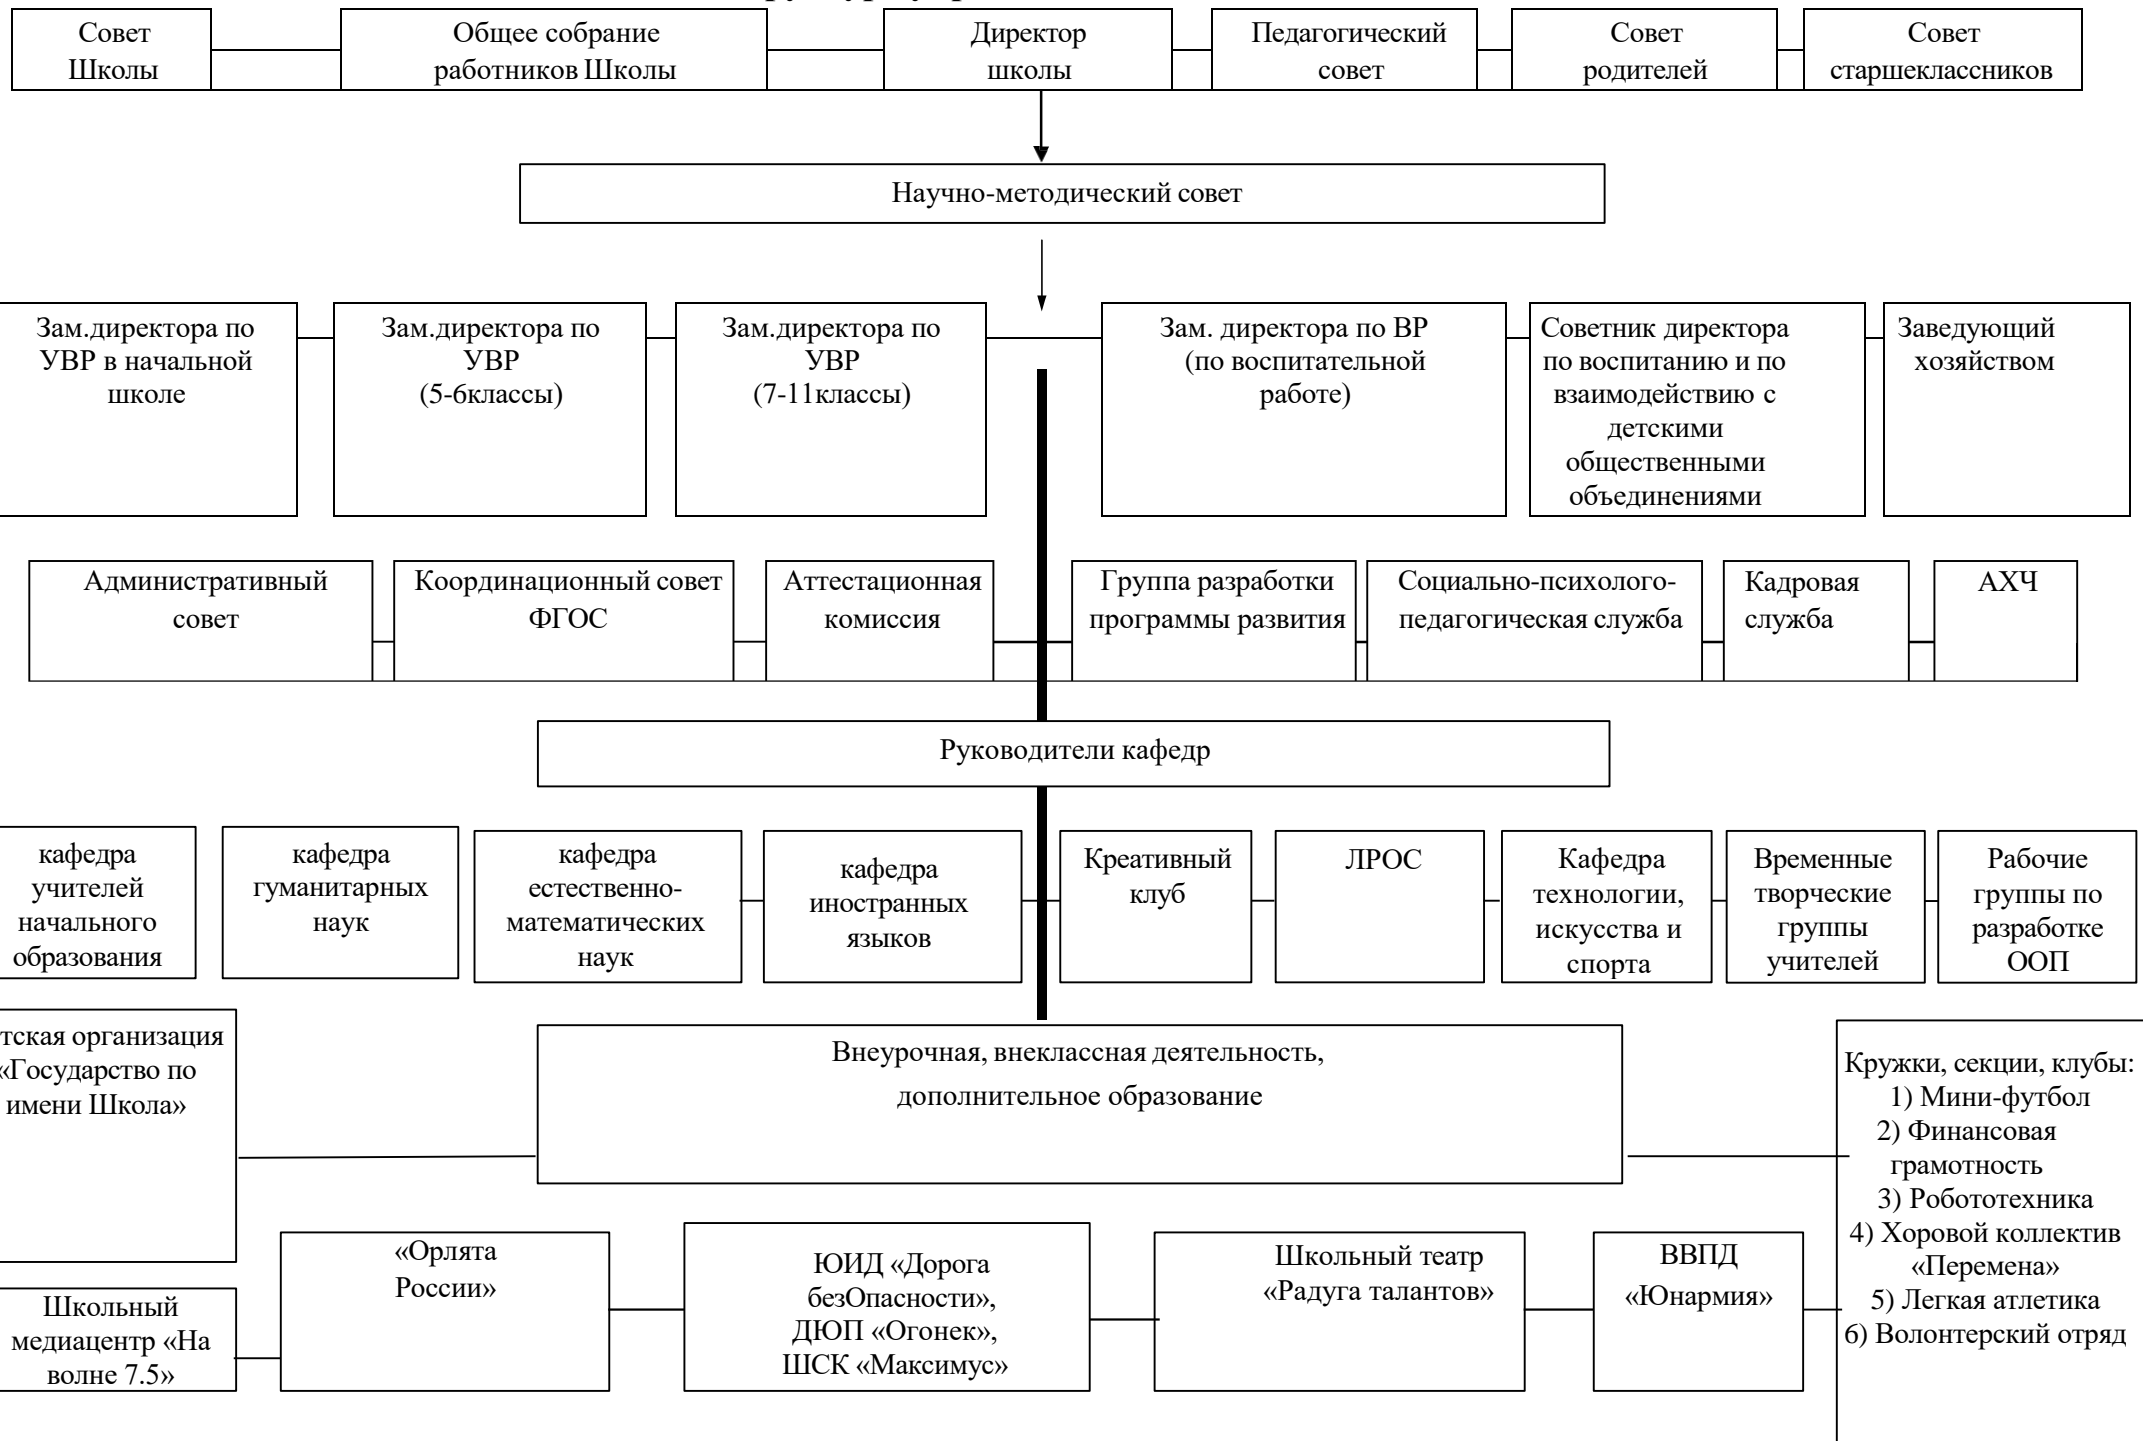 Совет
Школы
Общее собрание
работников Школы
Директор
школы
Педагогический
совет
Совет
родителей
Совет
старшеклассников
Научно-методический совет
Зам.директора по
УВР в начальной
школе
Зам.директора по
УВР
(5-6классы)
Зам.директора по
УВР
(7-11классы)
Зам. директора по ВР
(по воспитательной
работе)
Советник директора
по воспитанию и по
взаимодействию с
детскими
общественными
объединениями
Заведующий
хозяйством
Административный
совет
Координационный совет
ФГОС
Аттестационная
комиссия
Группа разработки
программы развития
Социально-психолого-
педагогическая служба
Кадровая
служба
АХЧ
Руководители кафедр
кафедра
учителей
начального
образования
кафедра
гуманитарных
наук
кафедра
естественно-
математических
наук
кафедра
иностранных
языков
Креативный
клуб
ЛРОС
Кафедра
технологии,
искусства и
спорта
Временные
творческие
группы
учителей
Рабочие
группы по
разработке
ООП
тская организация
«Государство по
имени Школа»
Внеурочная, внеклассная деятельность,
дополнительное образование
Кружки, секции, клубы:
1) Мини-футбол
2) Финансовая
грамотность
3) Робототехника
4) Хоровой коллектив
«Перемена»
5) Легкая атлетика
6) Волонтерский отряд
Школьный
медиацентр «На
волне 7.5»
«Орлята
России»
ЮИД «Дорога
безОпасности»,
ДЮП «Огонек»,
ШСК «Максимус»
Школьный театр
«Радуга талантов»
ВВПД
«Юнармия»